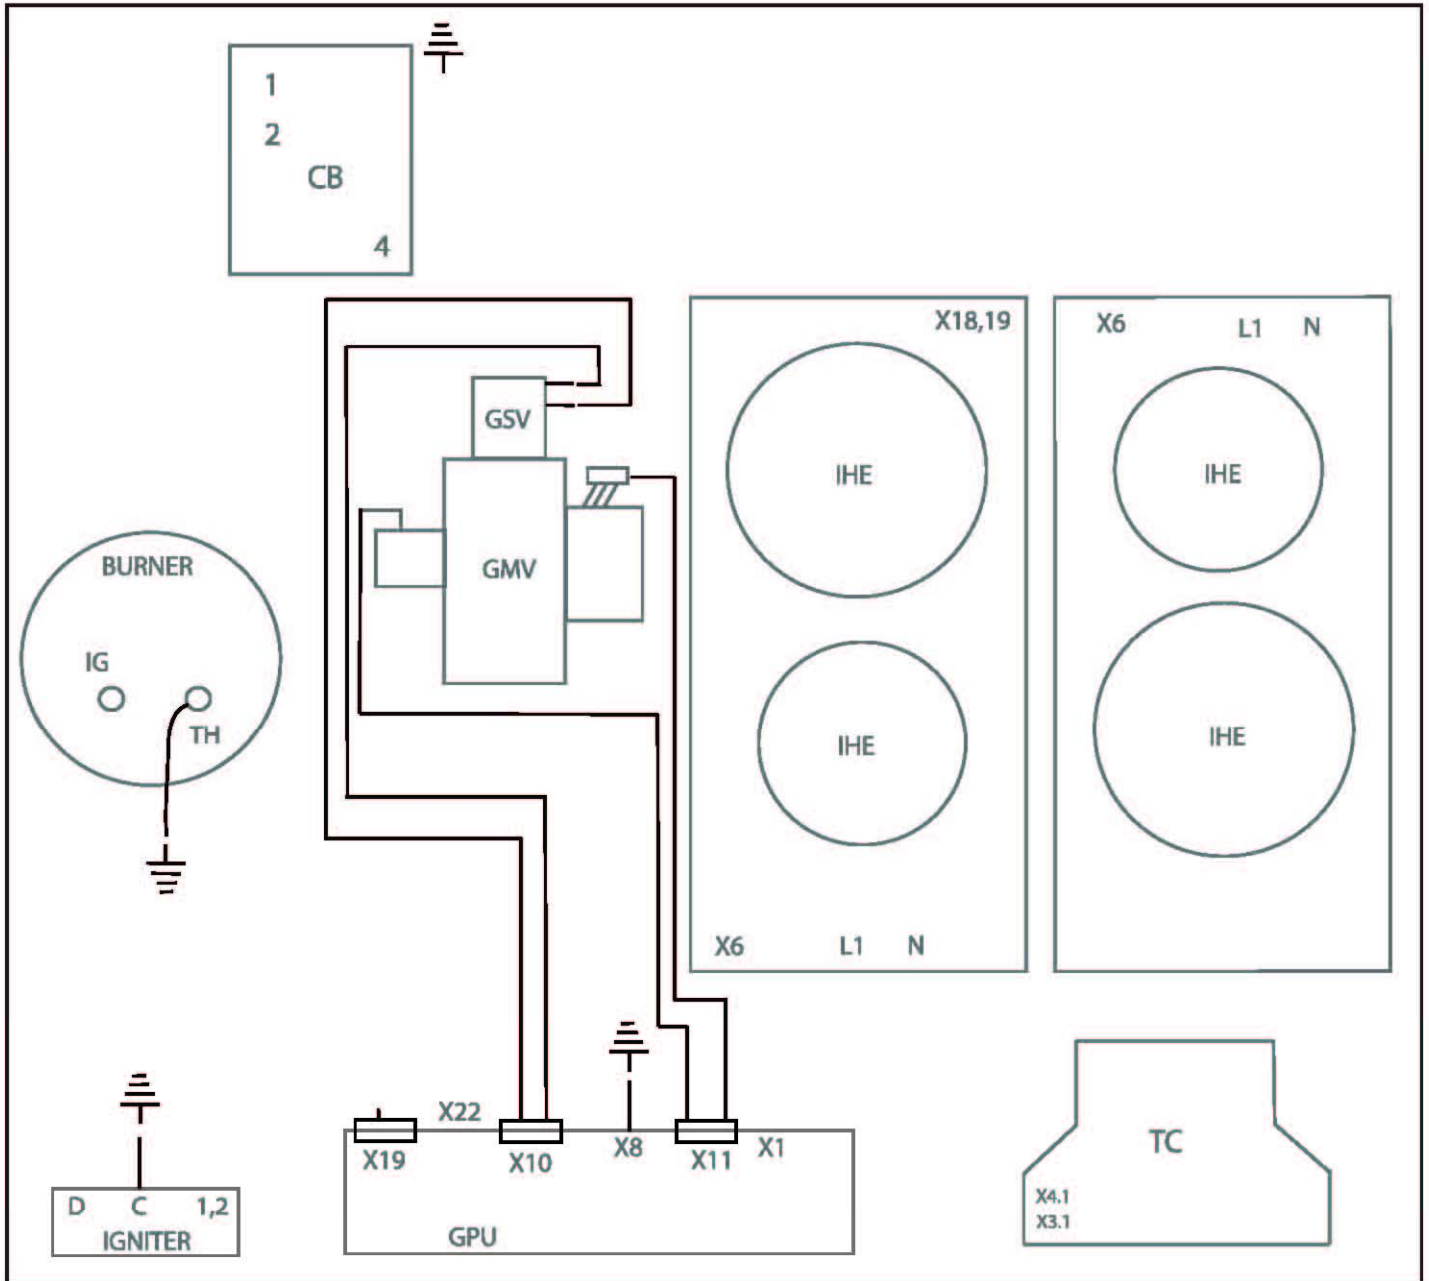 1
2
CB
4
X18,19
X6
L1 N
GSV
IHE
IHE
BURNER
GMV
IG
TH
IHE
IHE
X6
L1 N
X22
X19
X10
X8
X11
X1
GPU
D C 1,2
IGNITER
TC
X4.1
X3.1